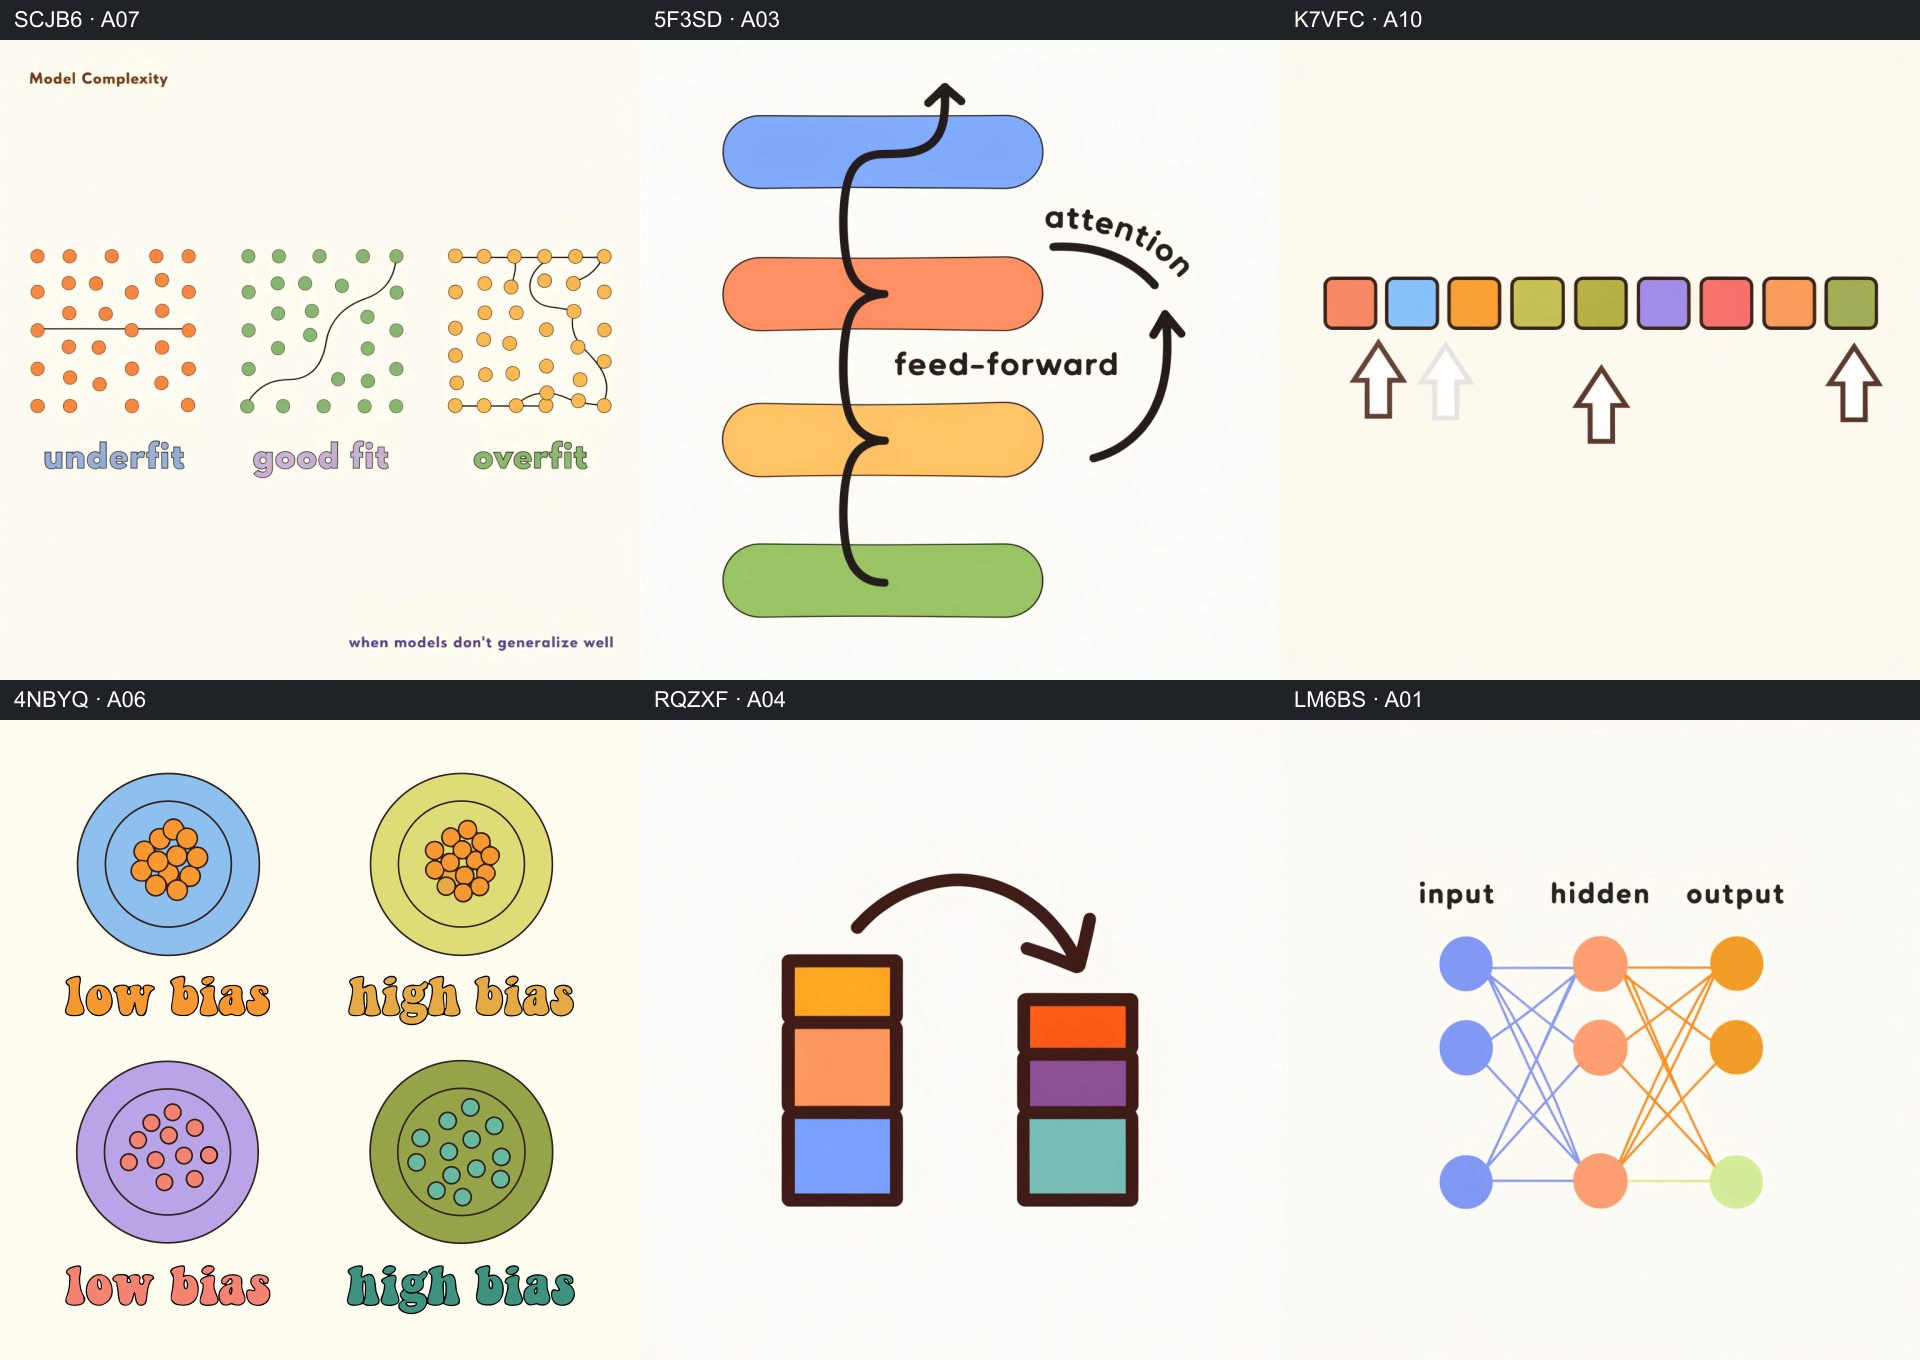 SCJB6 · A07
5F3SD · A03
K7VFC · A10
Model Complexity
underfit
good fit
overfit
when models don't generalize well
attention
feed-forward
4NBYQ · A06
RQZXF · A04
LM6BS · A01
low bias
high bias
low bias
high bias
input
hidden
output